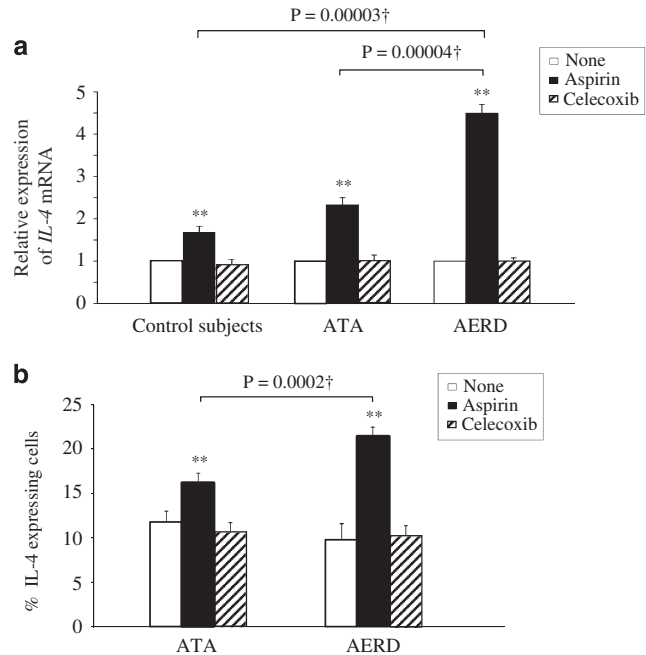 a
P = 0.00003†
P = 0.00004†
None
Aspirin
Celecoxib
Relative expression
of IL-4 mRNA
5
4
3
2
1
0
**
**
**
Control subjects ATA AERD
b
P = 0.0002†
None
Aspirin
Celecoxib
% IL-4 expressing cells
25
20
15
10
5
0
**
**
ATA AERD